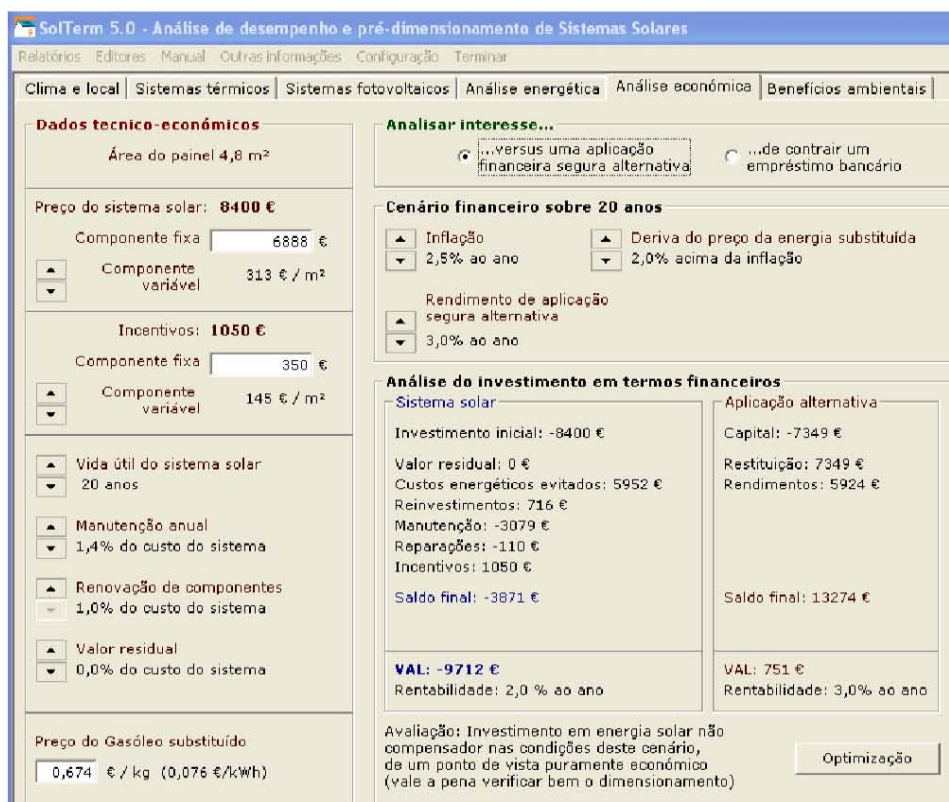 SolTerm 5.0 - Análise de desempenho e pré-dimensionamento de Sistemas Solares
Relatórios Editores Manual Outras informações Configuração Terminar
Clima e local Sistemas térmicos Sistemas fotovoltaicos Análise energética Análise económica Benefícios ambientais
Dados tecnico-económicos
Área do painel 4,8 m²
Preço do sistema solar: 8400 €
Componente fixa 6888 €
Componente
variável 313 € / m²
Incentivos: 1050 €
Componente fixa 350 €
Componente
variável 145 € / m²
Vida útil do sistema solar
20 anos
Manutenção anual
1,4% do custo do sistema
Renovação de componentes
1,0% do custo do sistema
Valor residual
0,0% do custo do sistema
Preço do Gasóleo substituído
0,674 € / kg (0,076 €/kWh)
Analisar interesse...
...versus uma aplicação
financeira segura alternativa
...de contrair um
empréstimo bancário
Cenário financeiro sobre 20 anos
Inflação
2,5% ao ano
Deriva do preço da energia substituída
2,0% acima da inflação
Rendimento de aplicação
segura alternativa
3,0% ao ano
Análise do investimento em termos financeiros
Sistema solar
Investimento inicial: -8400 €
Valor residual: 0 €
Custos energéticos evitados: 5952 €
Reinvestimentos: 716 €
Manutenção: -3079 €
Reparações: -110 €
Incentivos: 1050 €
Saldo final: -3871 €
VAL: -9712 €
Rentabilidade: 2,0 % ao ano
Aplicação alternativa
Capital: -7349 €
Restituição: 7349 €
Rendimentos: 5924 €
Saldo final: 13274 €
VAL: 751 €
Rentabilidade: 3,0% ao ano
Avaliação: Investimento em energia solar não
compensador nas condições deste cenário,
de um ponto de vista puramente económico
(vale a pena verificar bem o dimensionamento)
Optimização